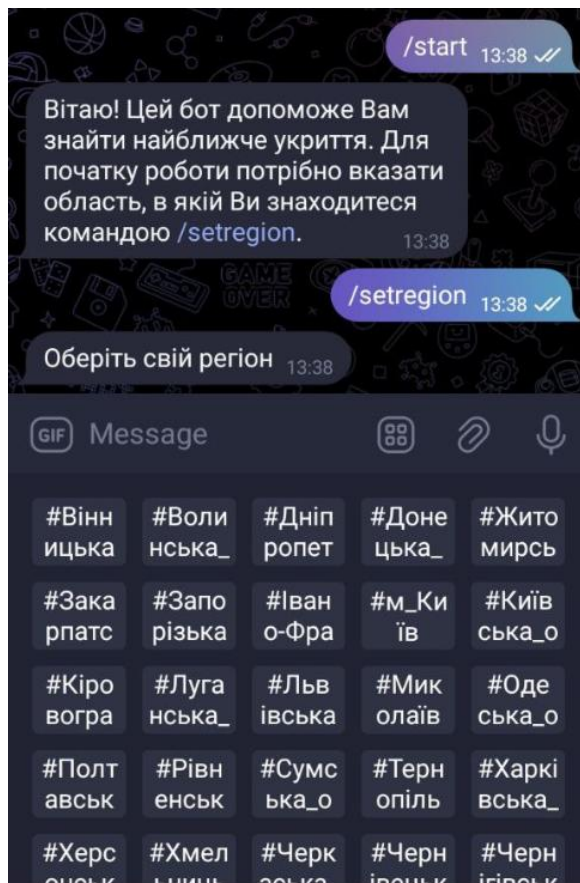 /start 13:38
Вітаю! Цей бот допоможе Вам
знайти найближче укриття. Для
початку роботи потрібно вказати
область, в якій Ви знаходитеся
командою /setregion. 13:38
GAME
OVER
/setregion 13:38
Оберіть свій регіон 13:38
GIF Message
#Вінн #Воли #Дніп #Доне #Жито
ицька нська_ ропет цька_ мирсь
#Зака #Запо #Іван #м_Ки #Київ
рпатс різька о-Фра їв ська_о
#Кіро #Луга #Льв #Мик #Оде
вогра нська_ івська олаїв ська_о
#Полт #Рівн #Сумс #Терн #Харкі
авськ енськ ька_о опіль вська_
#Херс #Хмел #Черк #Черн #Черн